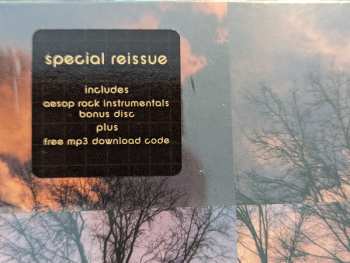 special reissue
includes
aesop rock instrumentals
bonus disc
plus
free mp3 download code